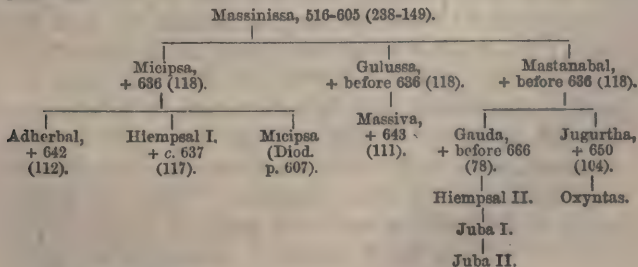 Massinissa, 516-605 (238-149).
Micipsa, Gulussa, Mastanabal,
+ 636 (118). + before 636 (118). + before 636 (118).
Adherbal, Hiempsal I. Micipsa Massiva, Gauda, Jugurtha,
+ 642 + c. 637 (Diod. + 643 + before 666 + 650
(112). (117). p. 607). (111). (78). (104).
Hiempsal II. Oxyntas.
Juba I.
Juba II.